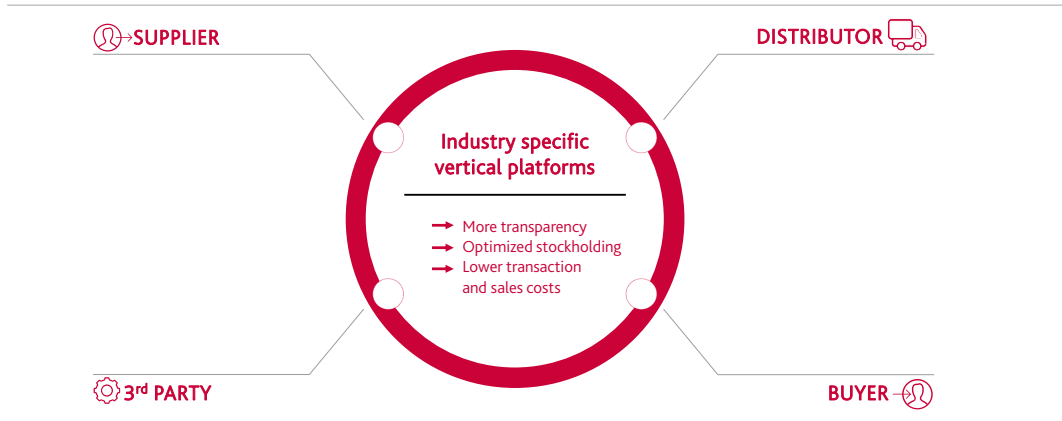 SUPPLIER
DISTRIBUTOR
Industry specific
vertical platforms
More transparency
Optimized stockholding
Lower transaction
and sales costs
3rd PARTY
BUYER